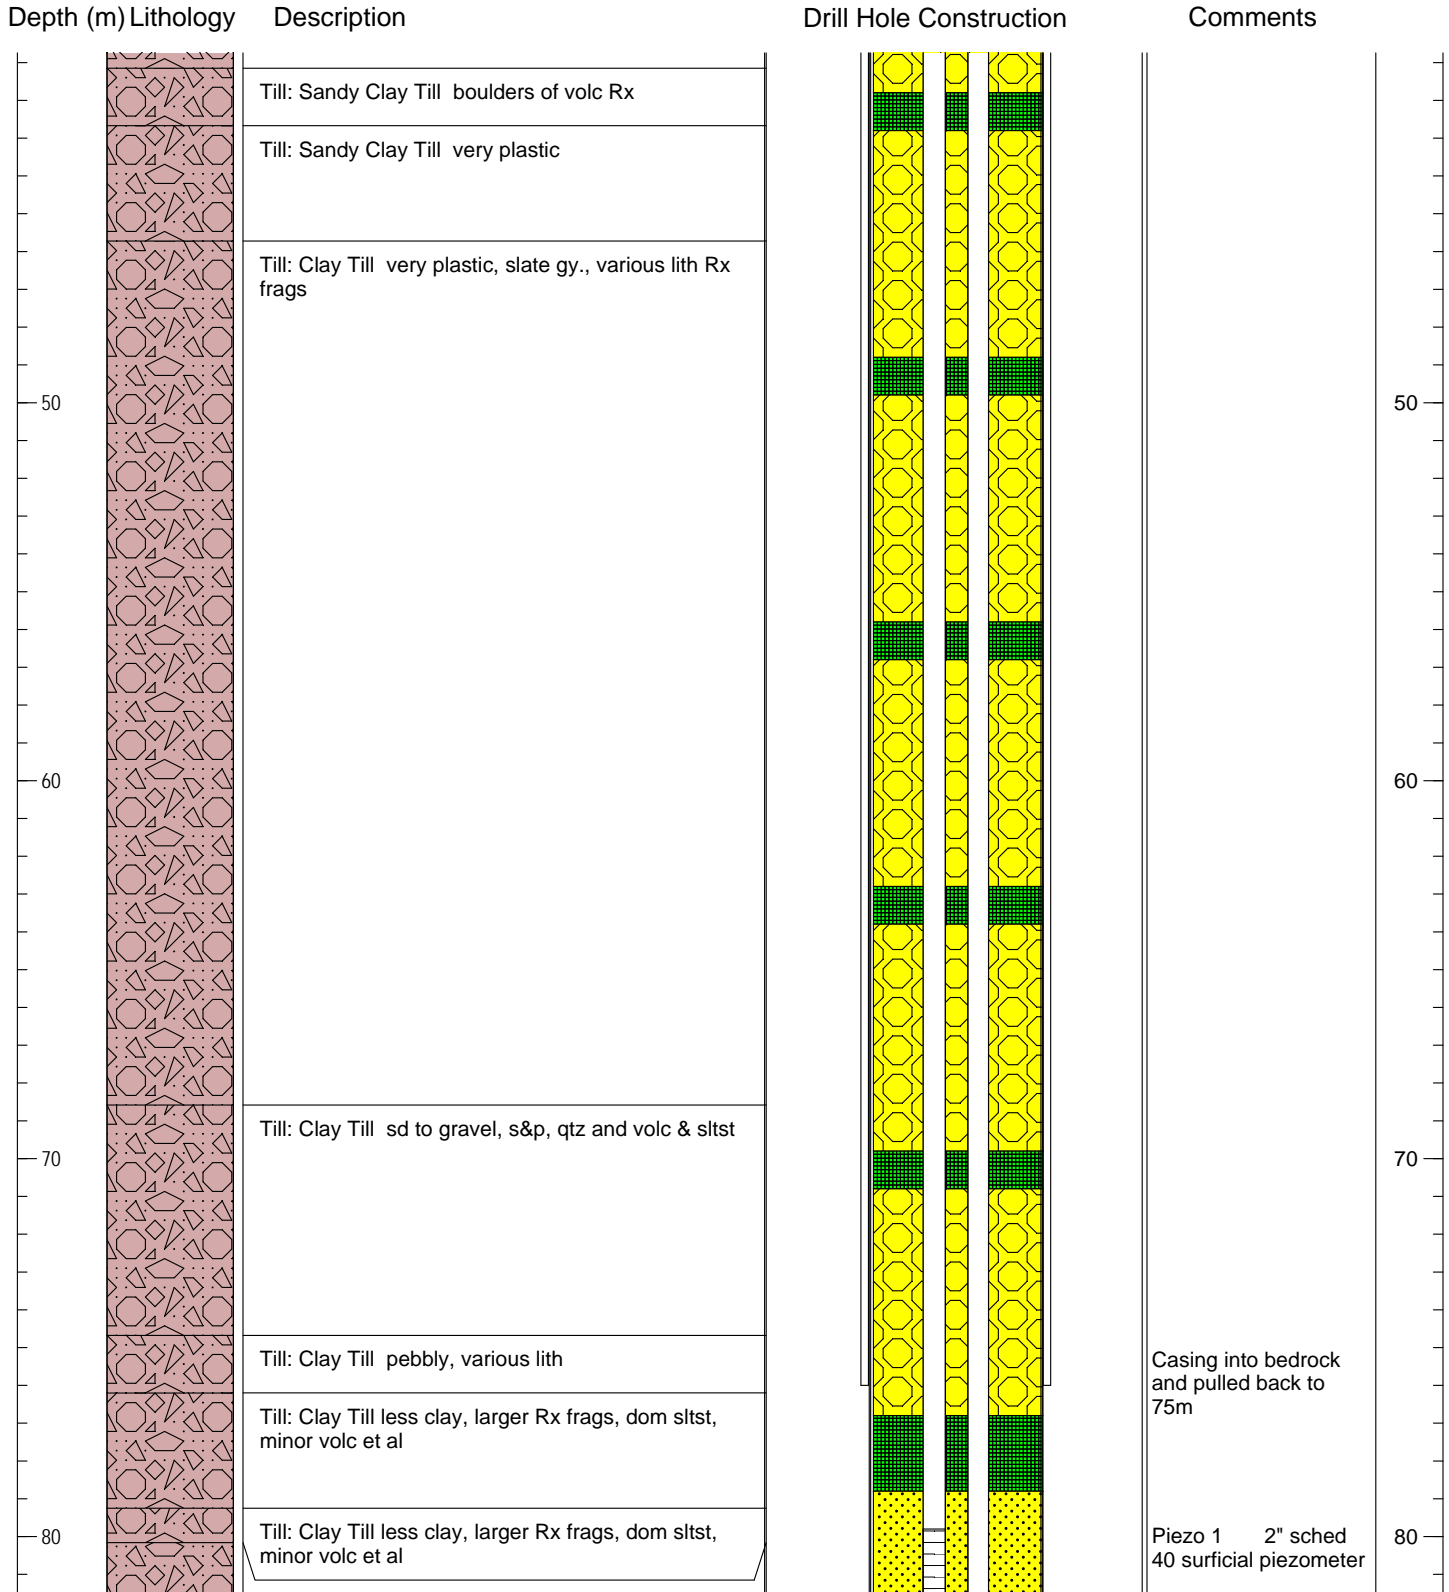 Depth (m) Lithology Description Drill Hole Construction Comments
Till: Sandy Clay Till boulders of volc Rx
Till: Sandy Clay Till very plastic
Till: Clay Till very plastic, slate gy., various lith Rx
frags
50 50
60 60
Till: Clay Till sd to gravel, s&p, qtz and volc & sltst
70 70
Till: Clay Till pebbly, various lith
Casing into bedrock
and pulled back to
75m
Till: Clay Till less clay, larger Rx frags, dom sltst,
minor volc et al
Till: Clay Till less clay, larger Rx frags, dom sltst,
minor volc et al
80 80
Piezo 1 2" sched
40 surficial piezometer